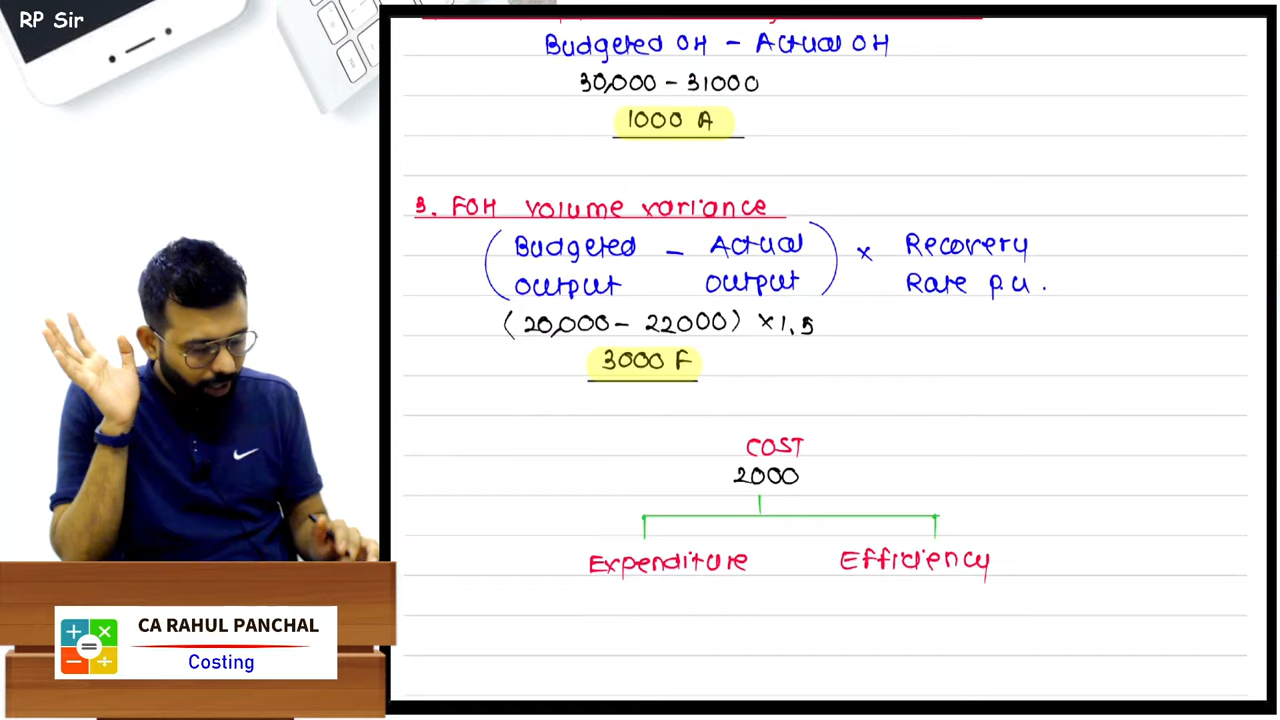 RP Sir
Budgeted OH - Actual OH
30,000 - 31000
1000 A
3. FOH volume variance
(Budgeted - Actual) × Recovery
output output Rate p.u.
(20,000 - 22000) × 1.5
3000 F
COST
2000
Expenditure Efficiency
CA RAHUL PANCHAL
Costing